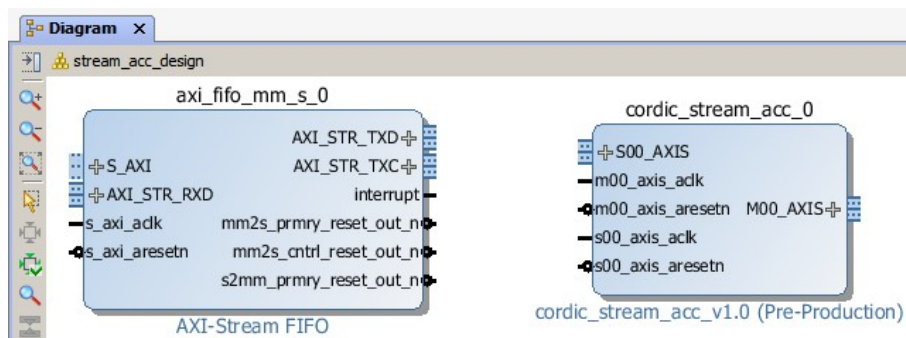 Diagram
stream_acc_design
axi_fifo_mm_s_0
AXI_STR_TXD
S_AXI
AXI_STR_TXC
AXI_STR_RXD
interrupt
s_axi_aclk
mm2s_prmry_reset_out_n
s_axi_aresetn
mm2s_cntrl_reset_out_n
s2mm_prmry_reset_out_n
AXI-Stream FIFO
cordic_stream_acc_0
S00_AXIS
m00_axis_aclk
m00_axis_aresetn
M00_AXIS
s00_axis_aclk
s00_axis_aresetn
cordic_stream_acc_v1.0 (Pre-Production)